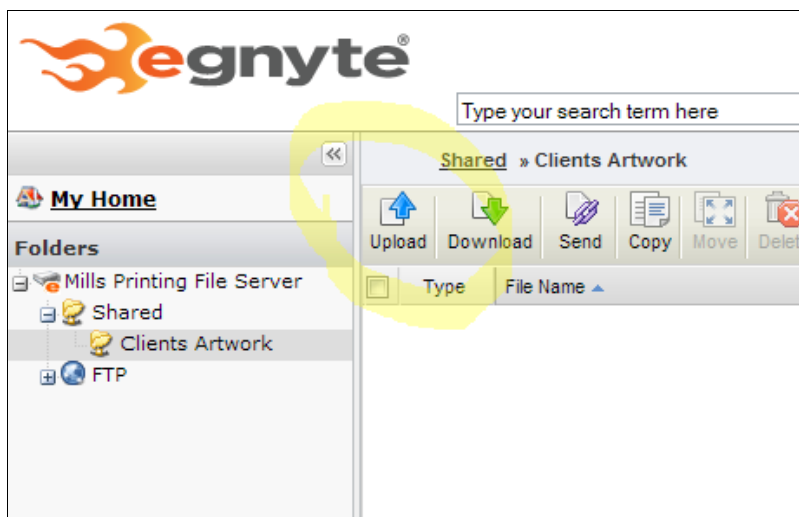 egnyte®
Type your search term here
Shared » Clients Artwork
My Home
Upload Download Send Copy Move
Folders
Type File Name
Mills Printing File Server
Shared
Clients Artwork
FTP